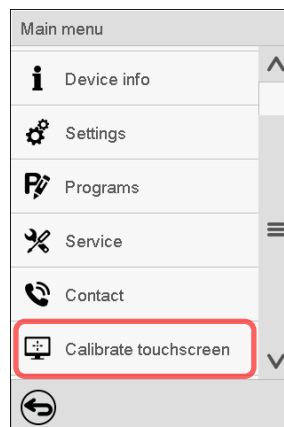 Main menu
Device info
Settings
Programs
Service
Contact
Calibrate touchscreen